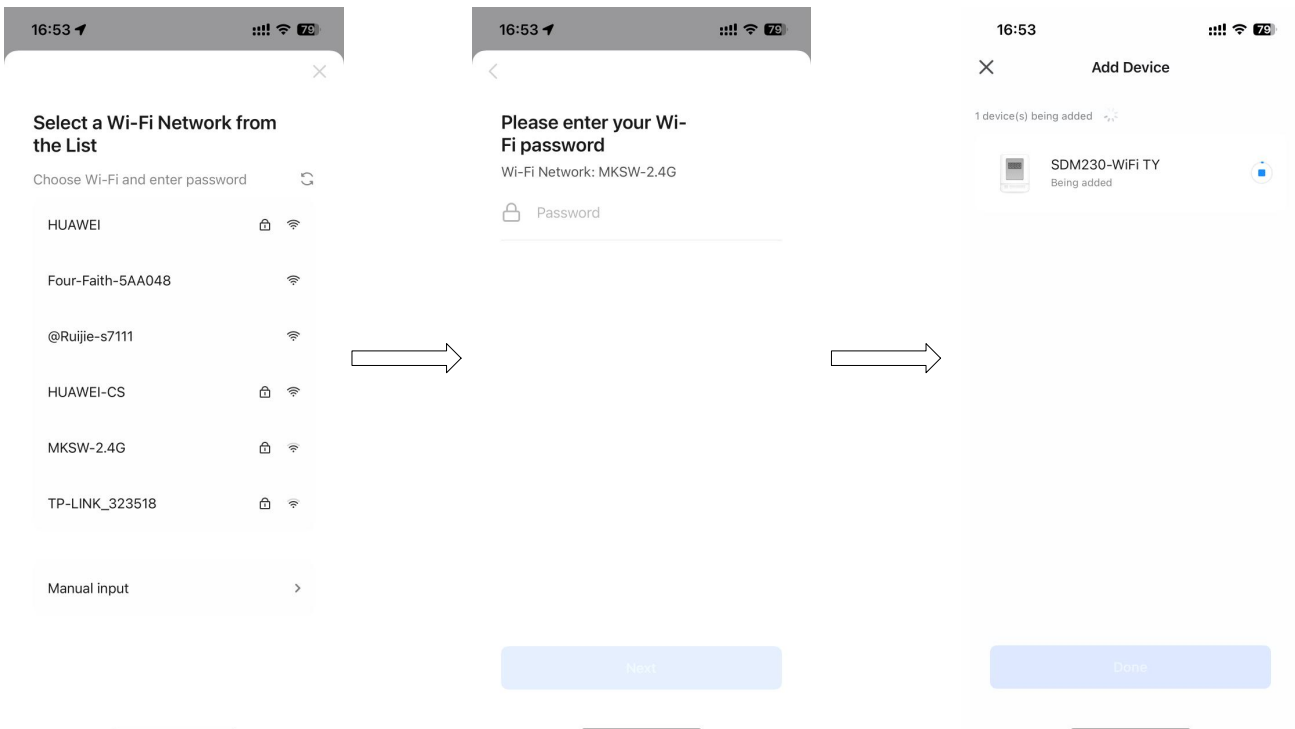 16:53
79
Select a Wi-Fi Network from
the List
Choose Wi-Fi and enter password
HUAWEI
Four-Faith-5AA048
@Ruijie-s7111
HUAWEI-CS
MKSW-2.4G
TP-LINK_323518
Manual input
16:53
79
Please enter your Wi-
Fi password
Wi-Fi Network: MKSW-2.4G
Password
Next
16:53
79
Add Device
1 device(s) being added
SDM230-WiFi TY
Being added
Done